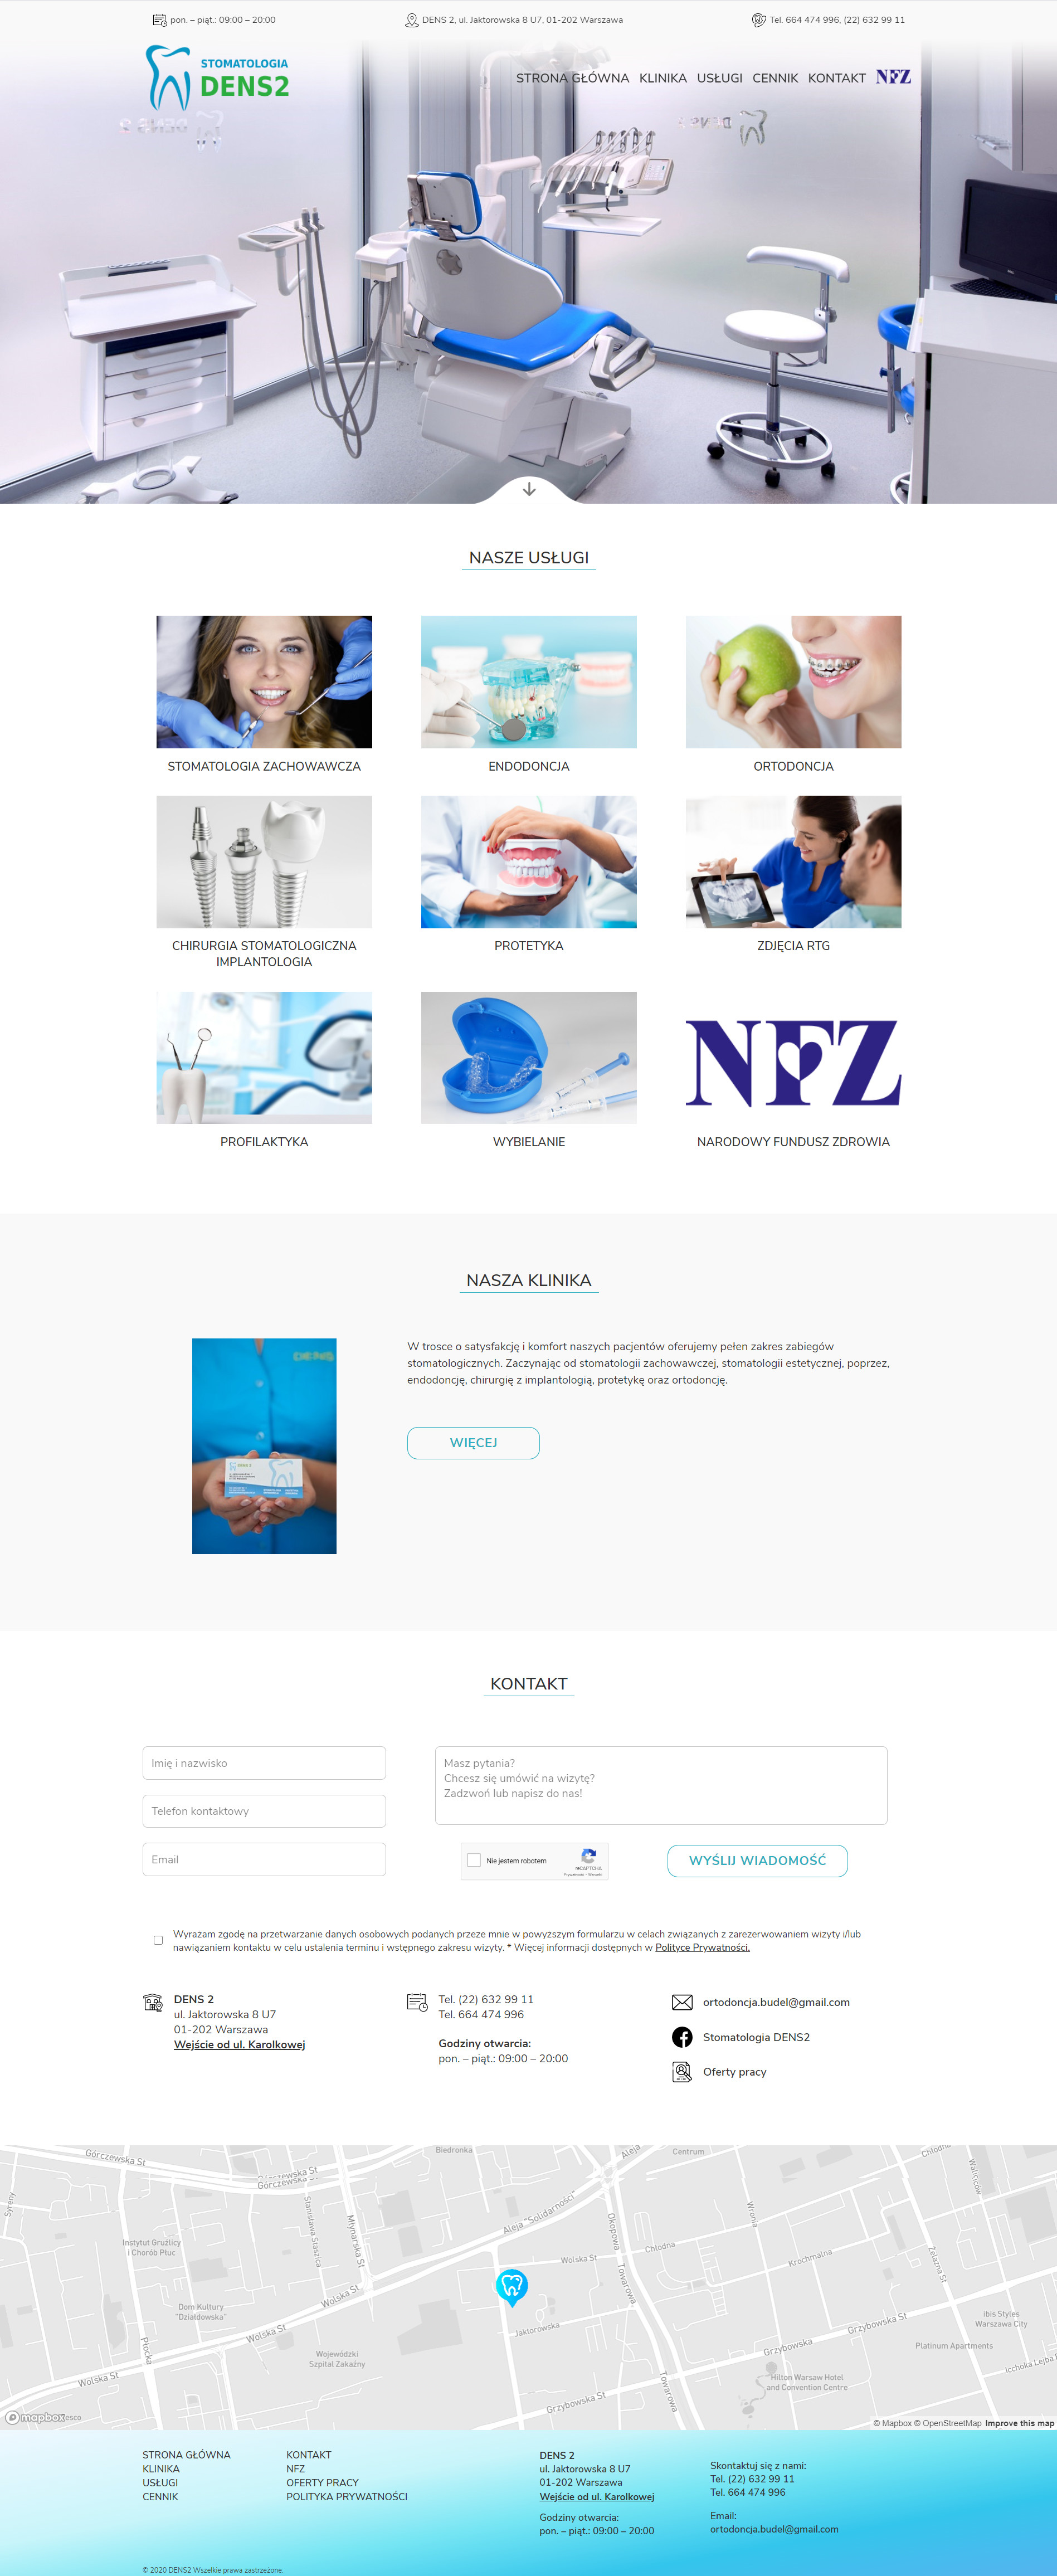 pon. – piąt.: 09:00 – 20:00
DENS 2, ul. Jaktorowska 8 U7, 01-202 Warszawa
Tel. 664 474 996, (22) 632 99 11
STOMATOLOGIA
DENS2
STRONA GŁÓWNA KLINIKA USŁUGI CENNIK KONTAKT NFZ
NASZE USŁUGI
STOMATOLOGIA ZACHOWAWCZA
ENDODONCJA
ORTODONCJA
CHIRURGIA STOMATOLOGICZNA
IMPLANTOLOGIA
PROTETYKA
ZDJĘCIA RTG
NFZ
PROFILAKTYKA
WYBIELANIE
NARODOWY FUNDUSZ ZDROWIA
NASZA KLINIKA
W trosce o satysfakcję i komfort naszych pacjentów oferujemy pełen zakres zabiegów
stomatologicznych. Zaczynając od stomatologii zachowawczej, stomatologii estetycznej, poprzez,
endodoncję, chirurgię z implantologią, protetykę oraz ortodoncję.
WIĘCEJ
KONTAKT
Imię i nazwisko
Telefon kontaktowy
Email
Masz pytania?
Chcesz się umówić na wizytę?
Zadzwoń lub napisz do nas!
Nie jestem robotem
reCAPTCHA
Prywatność - Warunki
WYŚLIJ WIADOMOŚĆ
Wyrażam zgodę na przetwarzanie danych osobowych podanych przeze mnie w powyższym formularzu w celach związanych z zarezerwowaniem wizyty i/lub
nawiązaniem kontaktu w celu ustalenia terminu i wstępnego zakresu wizyty. * Więcej informacji dostępnych w Polityce Prywatności.
DENS 2
ul. Jaktorowska 8 U7
01-202 Warszawa
Wejście od ul. Karolkowej
Tel. (22) 632 99 11
Tel. 664 474 996
Godziny otwarcia:
pon. – piąt.: 09:00 – 20:00
ortodoncja.budel@gmail.com
Stomatologia DENS2
Oferty pracy
Górczewska St
Górczewska St
Biedronka
Aleja
Centrum
Chłodna
Waliców
Syreny
Stanisława Staszica
Młynarska St
Aleja "Solidarności"
Okopowa
Wronia
Instytut Gruźlicy
i Chorób Płuc
Wolska St
Chłodna
Krochmalna
Żelazna St
Towarowa
Dom Kultury
"Działdowska"
Wolska St
Wolska St
Jaktorowska
ibis Styles
Warszawa City
Grzybowska St
Płocka
Grzybowska
Platinum Apartments
Wojewódzki
Szpital Zakaźny
Wolska St
Towarowa
Hilton Warsaw Hotel
and Convention Centre
Grzybowska St
mapbox
© Mapbox © OpenStreetMap Improve this map
STRONA GŁÓWNA
KLINIKA
USŁUGI
CENNIK
KONTAKT
NFZ
OFERTY PRACY
POLITYKA PRYWATNOŚCI
DENS 2
ul. Jaktorowska 8 U7
01-202 Warszawa
Wejście od ul. Karolkowej
Godziny otwarcia:
pon. – piąt.: 09:00 – 20:00
Skontaktuj się z nami:
Tel. (22) 632 99 11
Tel. 664 474 996
Email:
ortodoncja.budel@gmail.com
© 2020 DENS2 Wszelkie prawa zastrzeżone.